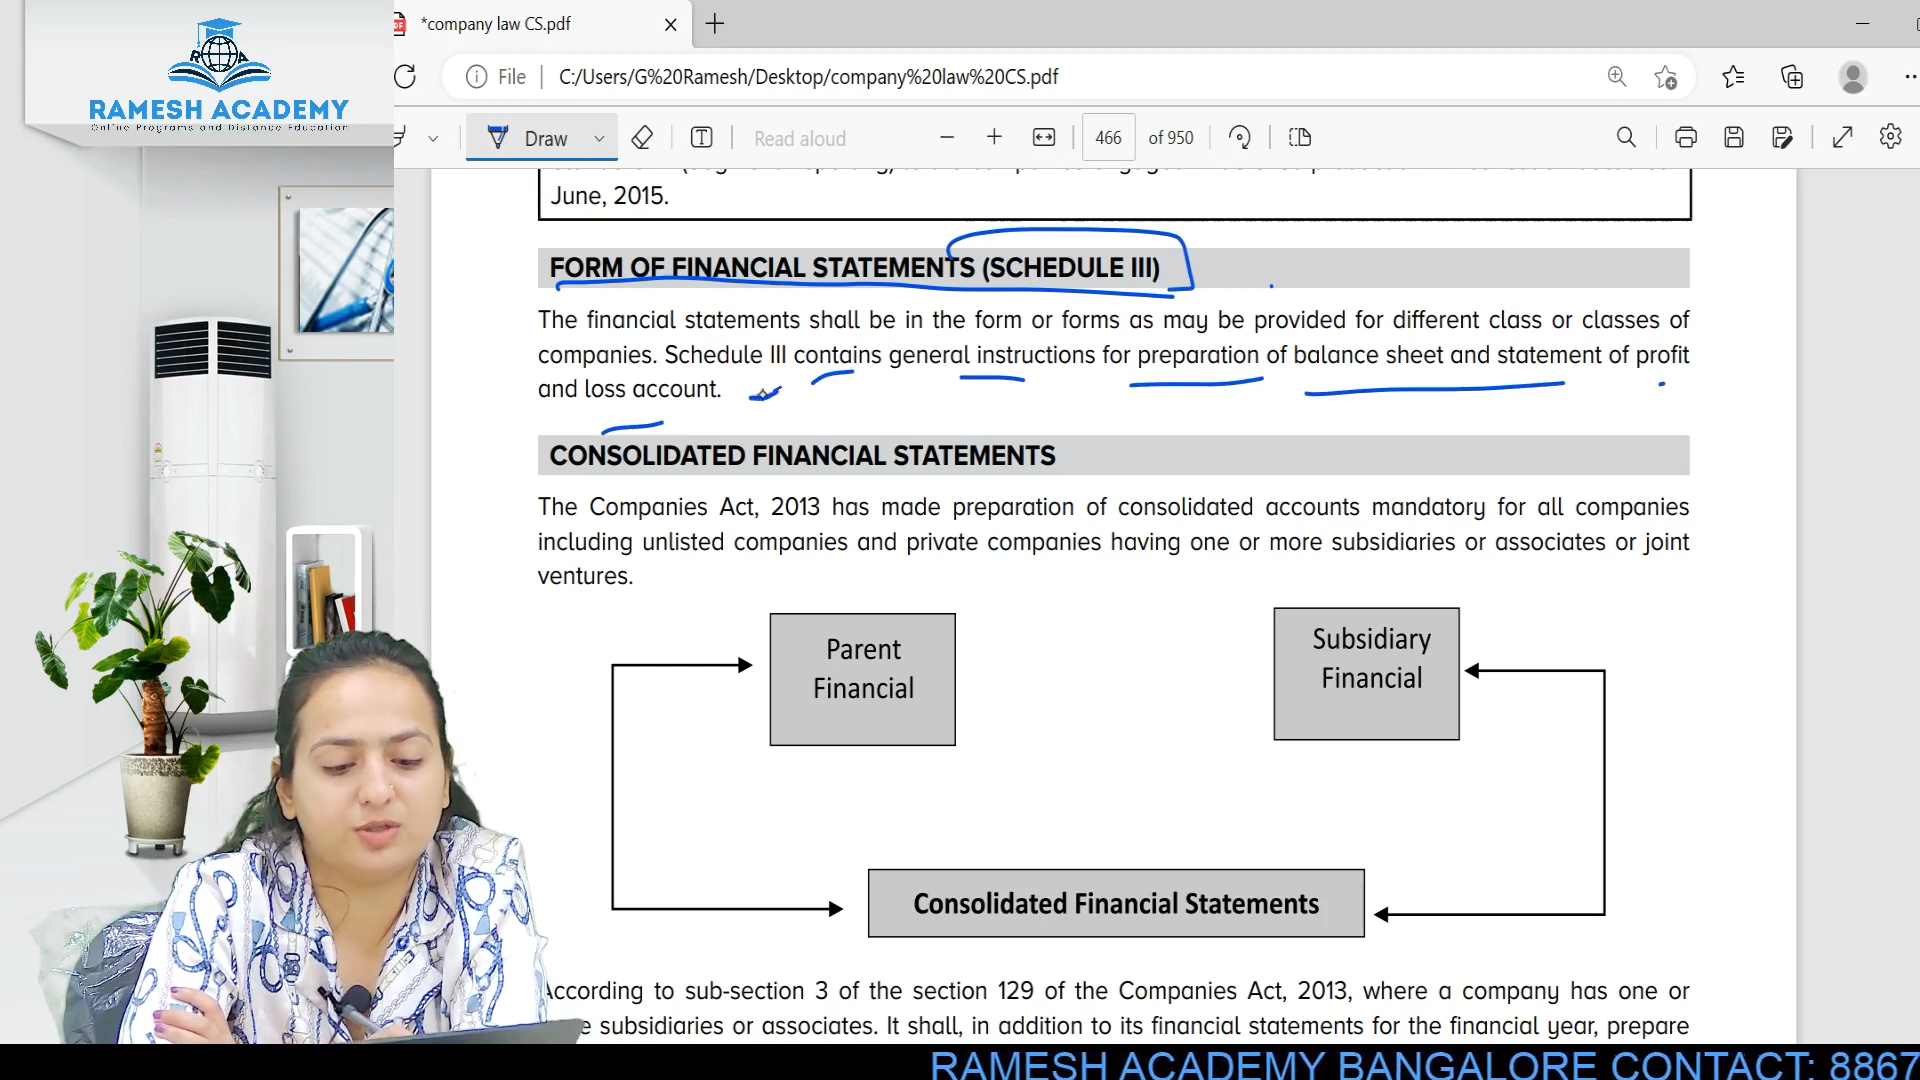 *company law CS.pdf
File
C:/Users/G%20Ramesh/Desktop/company%20law%20CS.pdf
RAMESH ACADEMY
Online Programs and Distance Education
Draw
Read aloud
466
of 950
June, 2015.
FORM OF FINANCIAL STATEMENTS (SCHEDULE III)
The financial statements shall be in the form or forms as may be provided for different class or classes of
companies. Schedule III contains general instructions for preparation of balance sheet and statement of profit
and loss account.
CONSOLIDATED FINANCIAL STATEMENTS
The Companies Act, 2013 has made preparation of consolidated accounts mandatory for all companies
including unlisted companies and private companies having one or more subsidiaries or associates or joint
ventures.
Parent
Financial
Subsidiary
Financial
Consolidated Financial Statements
According to sub-section 3 of the section 129 of the Companies Act, 2013, where a company has one or
subsidiaries or associates. It shall, in addition to its financial statements for the financial year, prepare
RAMESH ACADEMY BANGALORE CONTACT: 8867